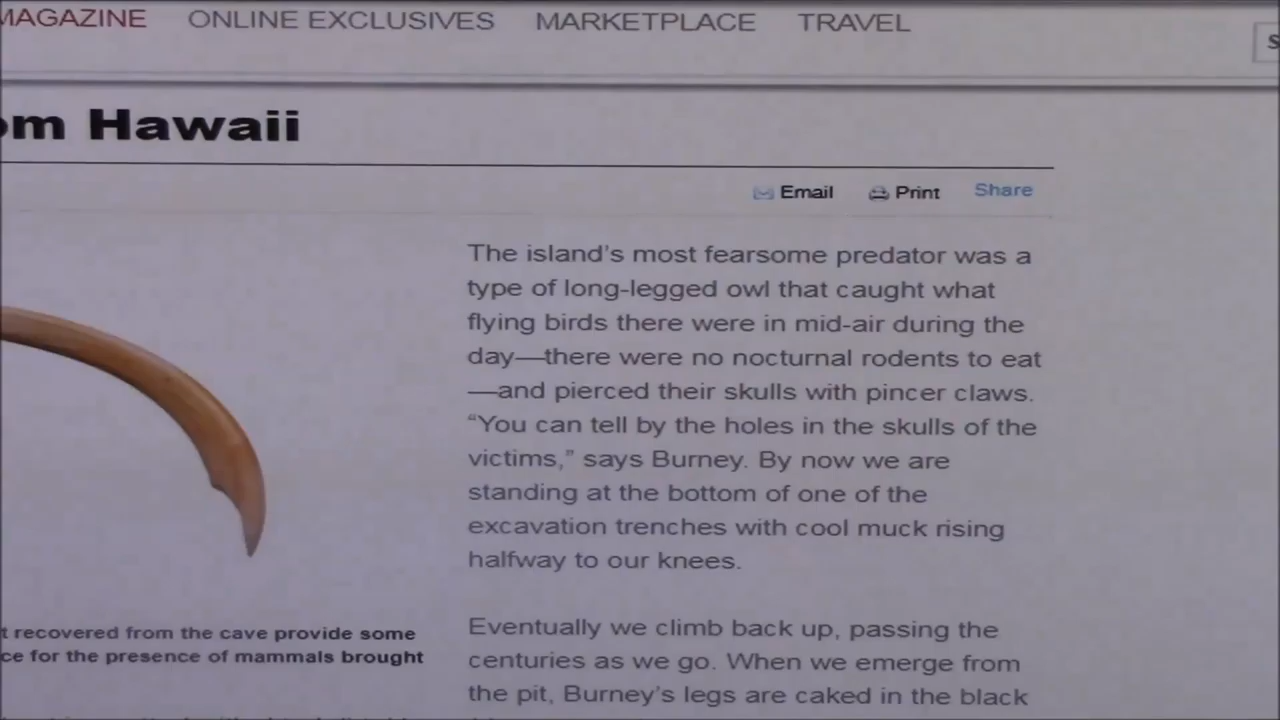 MAGAZINE ONLINE EXCLUSIVES MARKETPLACE TRAVEL
om Hawaii
Email Print Share
The island's most fearsome predator was a
type of long-legged owl that caught what
flying birds there were in mid-air during the
day—there were no nocturnal rodents to eat
—and pierced their skulls with pincer claws.
“You can tell by the holes in the skulls of the
victims,” says Burney. By now we are
standing at the bottom of one of the
excavation trenches with cool muck rising
halfway to our knees.
t recovered from the cave provide some
ce for the presence of mammals brought
Eventually we climb back up, passing the
centuries as we go. When we emerge from
the pit, Burney's legs are caked in the black